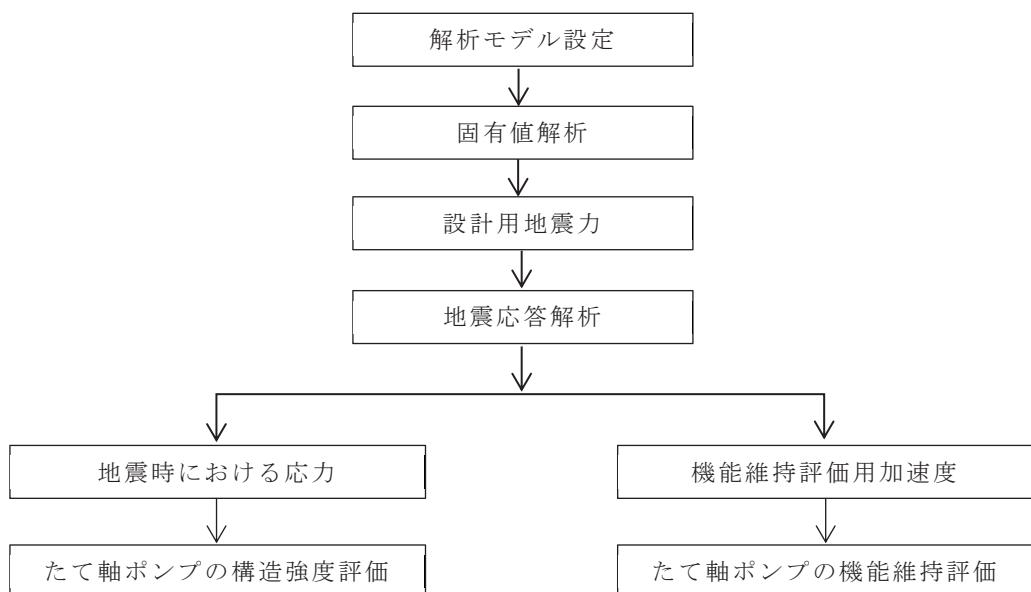 解析モデル設定
固有値解析
設計用地震力
地震応答解析
地震時における応力
機能維持評価用加速度
たて軸ポンプの構造強度評価
たて軸ポンプの機能維持評価